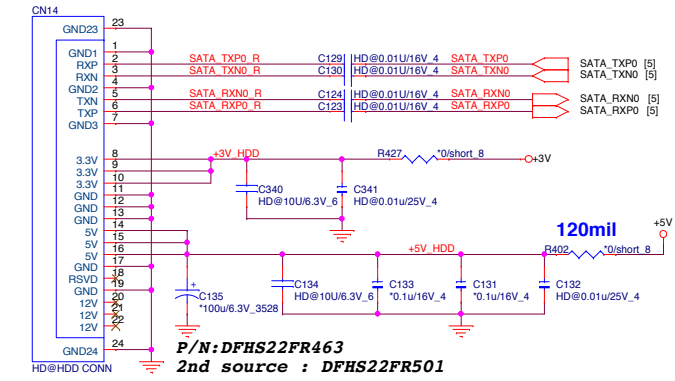 CN14
GND23 23
GND1 1
RXP 2 SATA_TXP0_R C129 HD@0.01U/16V_4 SATA_TXP0 SATA_TXP0 [5]
RXN 3 SATA_TXN0_R C130 HD@0.01U/16V_4 SATA_TXN0 SATA_TXN0 [5]
GND2 4
TXN 5 SATA_RXN0_R C124 HD@0.01U/16V_4 SATA_RXN0 SATA_RXN0 [5]
TXP 6 SATA_RXP0_R C123 HD@0.01U/16V_4 SATA_RXP0 SATA_RXP0 [5]
GND3 7
3.3V 8 +3V_HDD R427 *0/short_8 +3V
3.3V 9
3.3V 10
GND 11 C340 C341
GND 12 HD@10U/6.3V_6 HD@0.01u/25V_4
GND 13
5V 14 120mil +5V
5V 15
5V 16 +5V_HDD R402 *0/short_8
GND 17
RSVD 18
GND 19 C134 C133 C131 C132
12V 20 C135 HD@10U/6.3V_6 *0.1u/16V_4 *0.1u/16V_4 HD@0.01u/25V_4
12V 21 + *100u/6.3V_3528
12V 22
GND24 24 P/N:DFHS22FR463
HD@HDD CONN 2nd source : DFHS22FR501